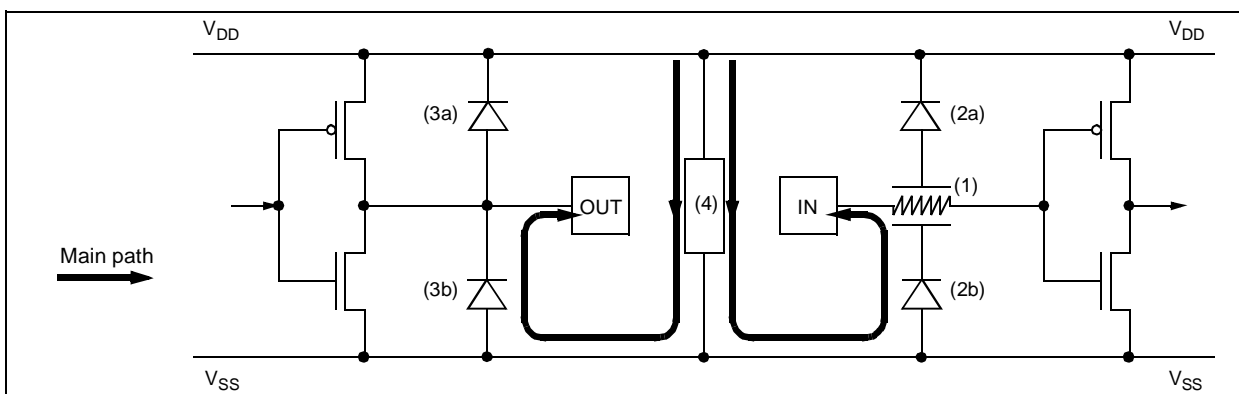 VDD VDD
(3a) (2a)
(1)
OUT (4) IN
Main path
(3b) (2b)
VSS VSS